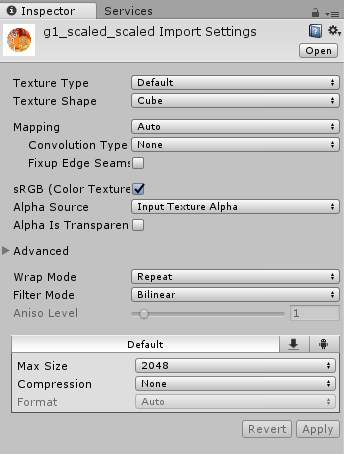 Inspector Services
g1_scaled_scaled Import Settings
Open
Texture Type Default
Texture Shape Cube
Mapping Auto
Convolution Type None
Fixup Edge Seams
sRGB (Color Texture
Alpha Source Input Texture Alpha
Alpha Is Transparen
Advanced
Wrap Mode Repeat
Filter Mode Bilinear
Aniso Level 1
Default
Max Size 2048
Compression None
Format Auto
Revert Apply